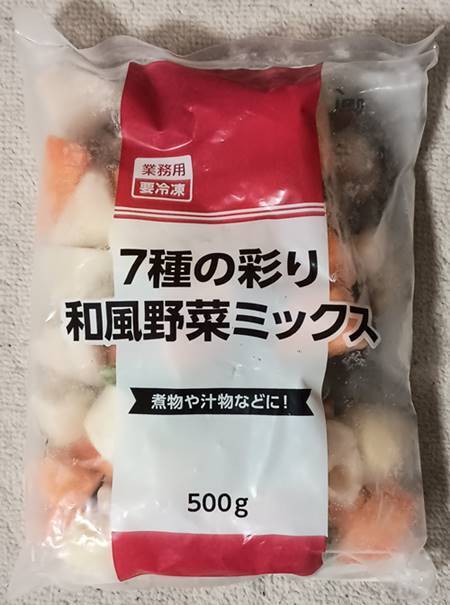 業務用
要冷凍
7種の彩り
和風野菜ミックス
煮物や汁物などに！
500g